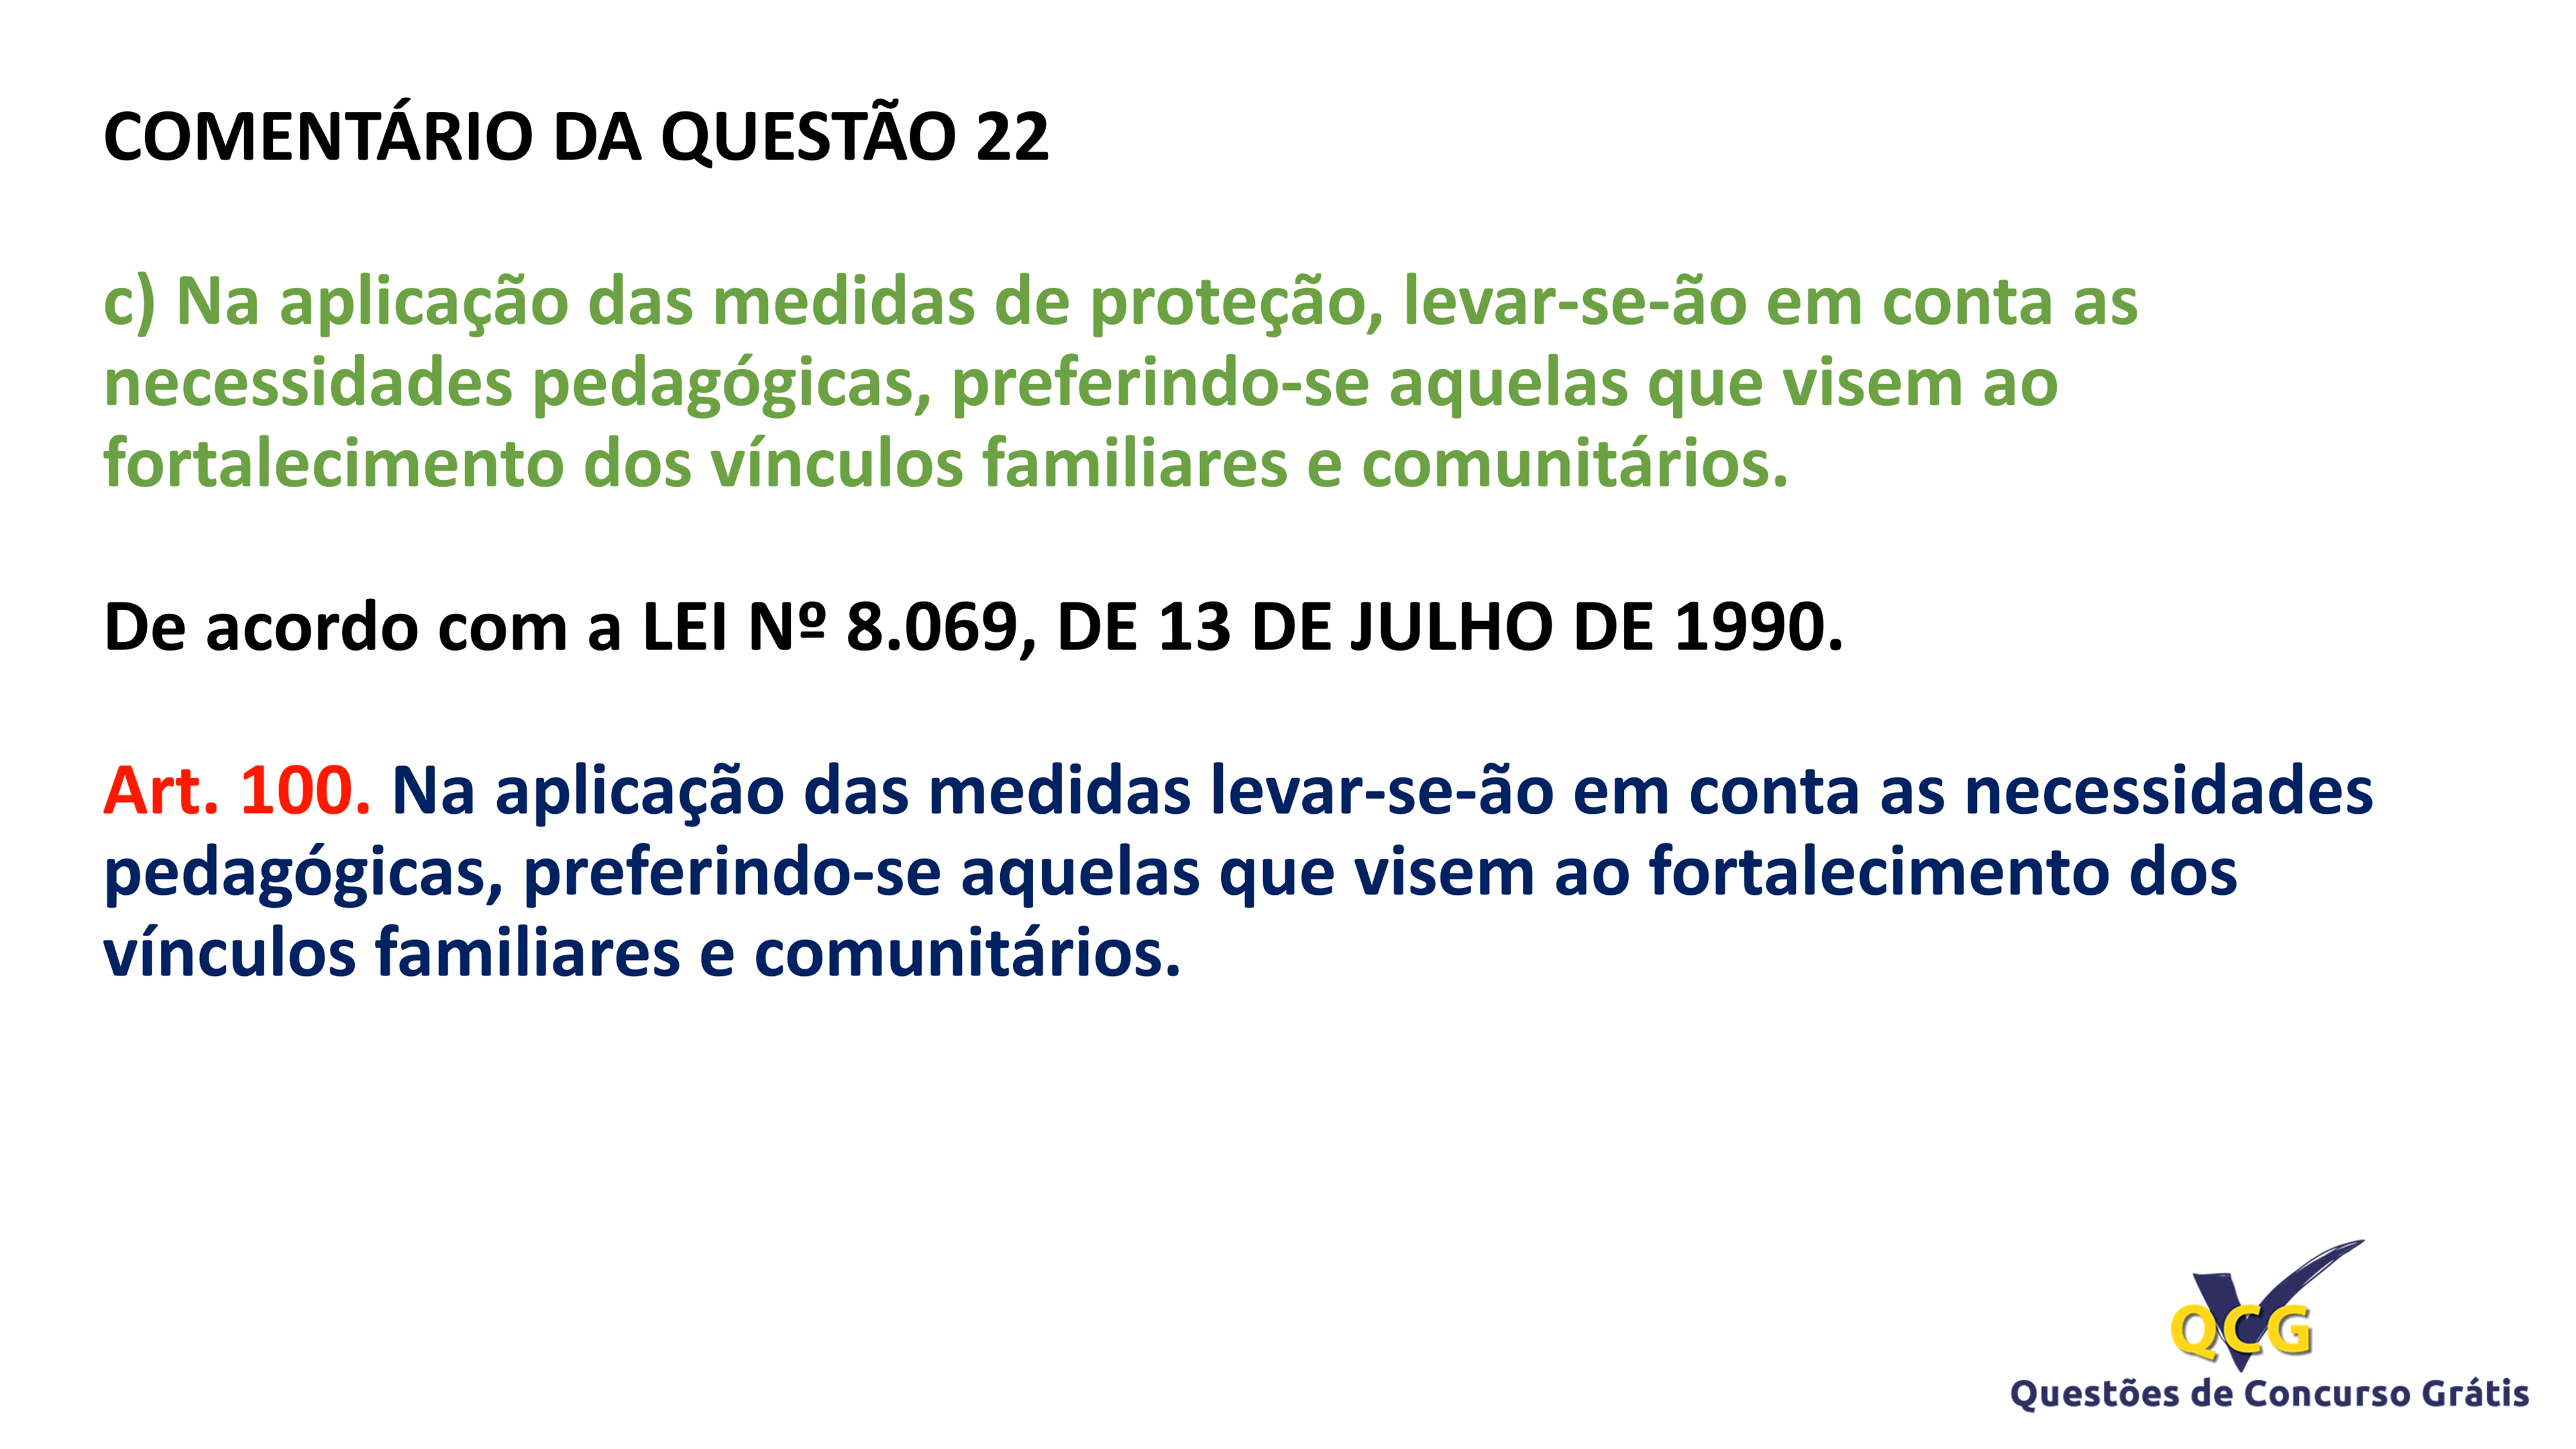 COMENTÁRIO DA QUESTÃO 22
c) Na aplicação das medidas de proteção, levar-se-ão em conta as
necessidades pedagógicas, preferindo-se aquelas que visem ao
fortalecimento dos vínculos familiares e comunitários.
De acordo com a LEI Nº 8.069, DE 13 DE JULHO DE 1990.
Art. 100. Na aplicação das medidas levar-se-ão em conta as necessidades
pedagógicas, preferindo-se aquelas que visem ao fortalecimento dos
vínculos familiares e comunitários.
QCG
Questões de Concurso Grátis